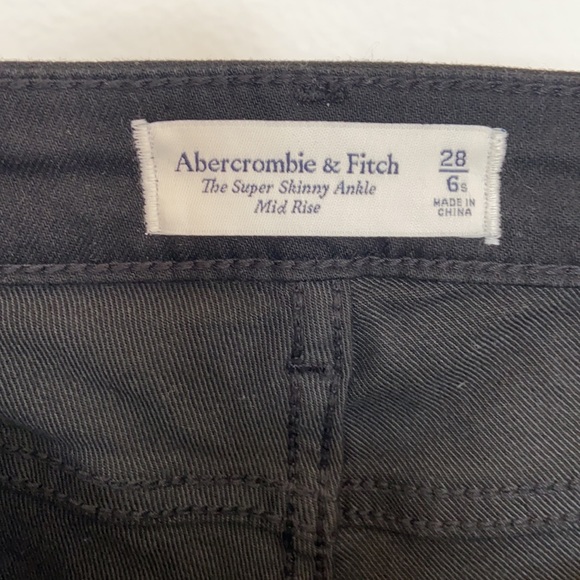 Abercrombie & Fitch
The Super Skinny Ankle
Mid Rise
28
6s
MADE IN
CHINA